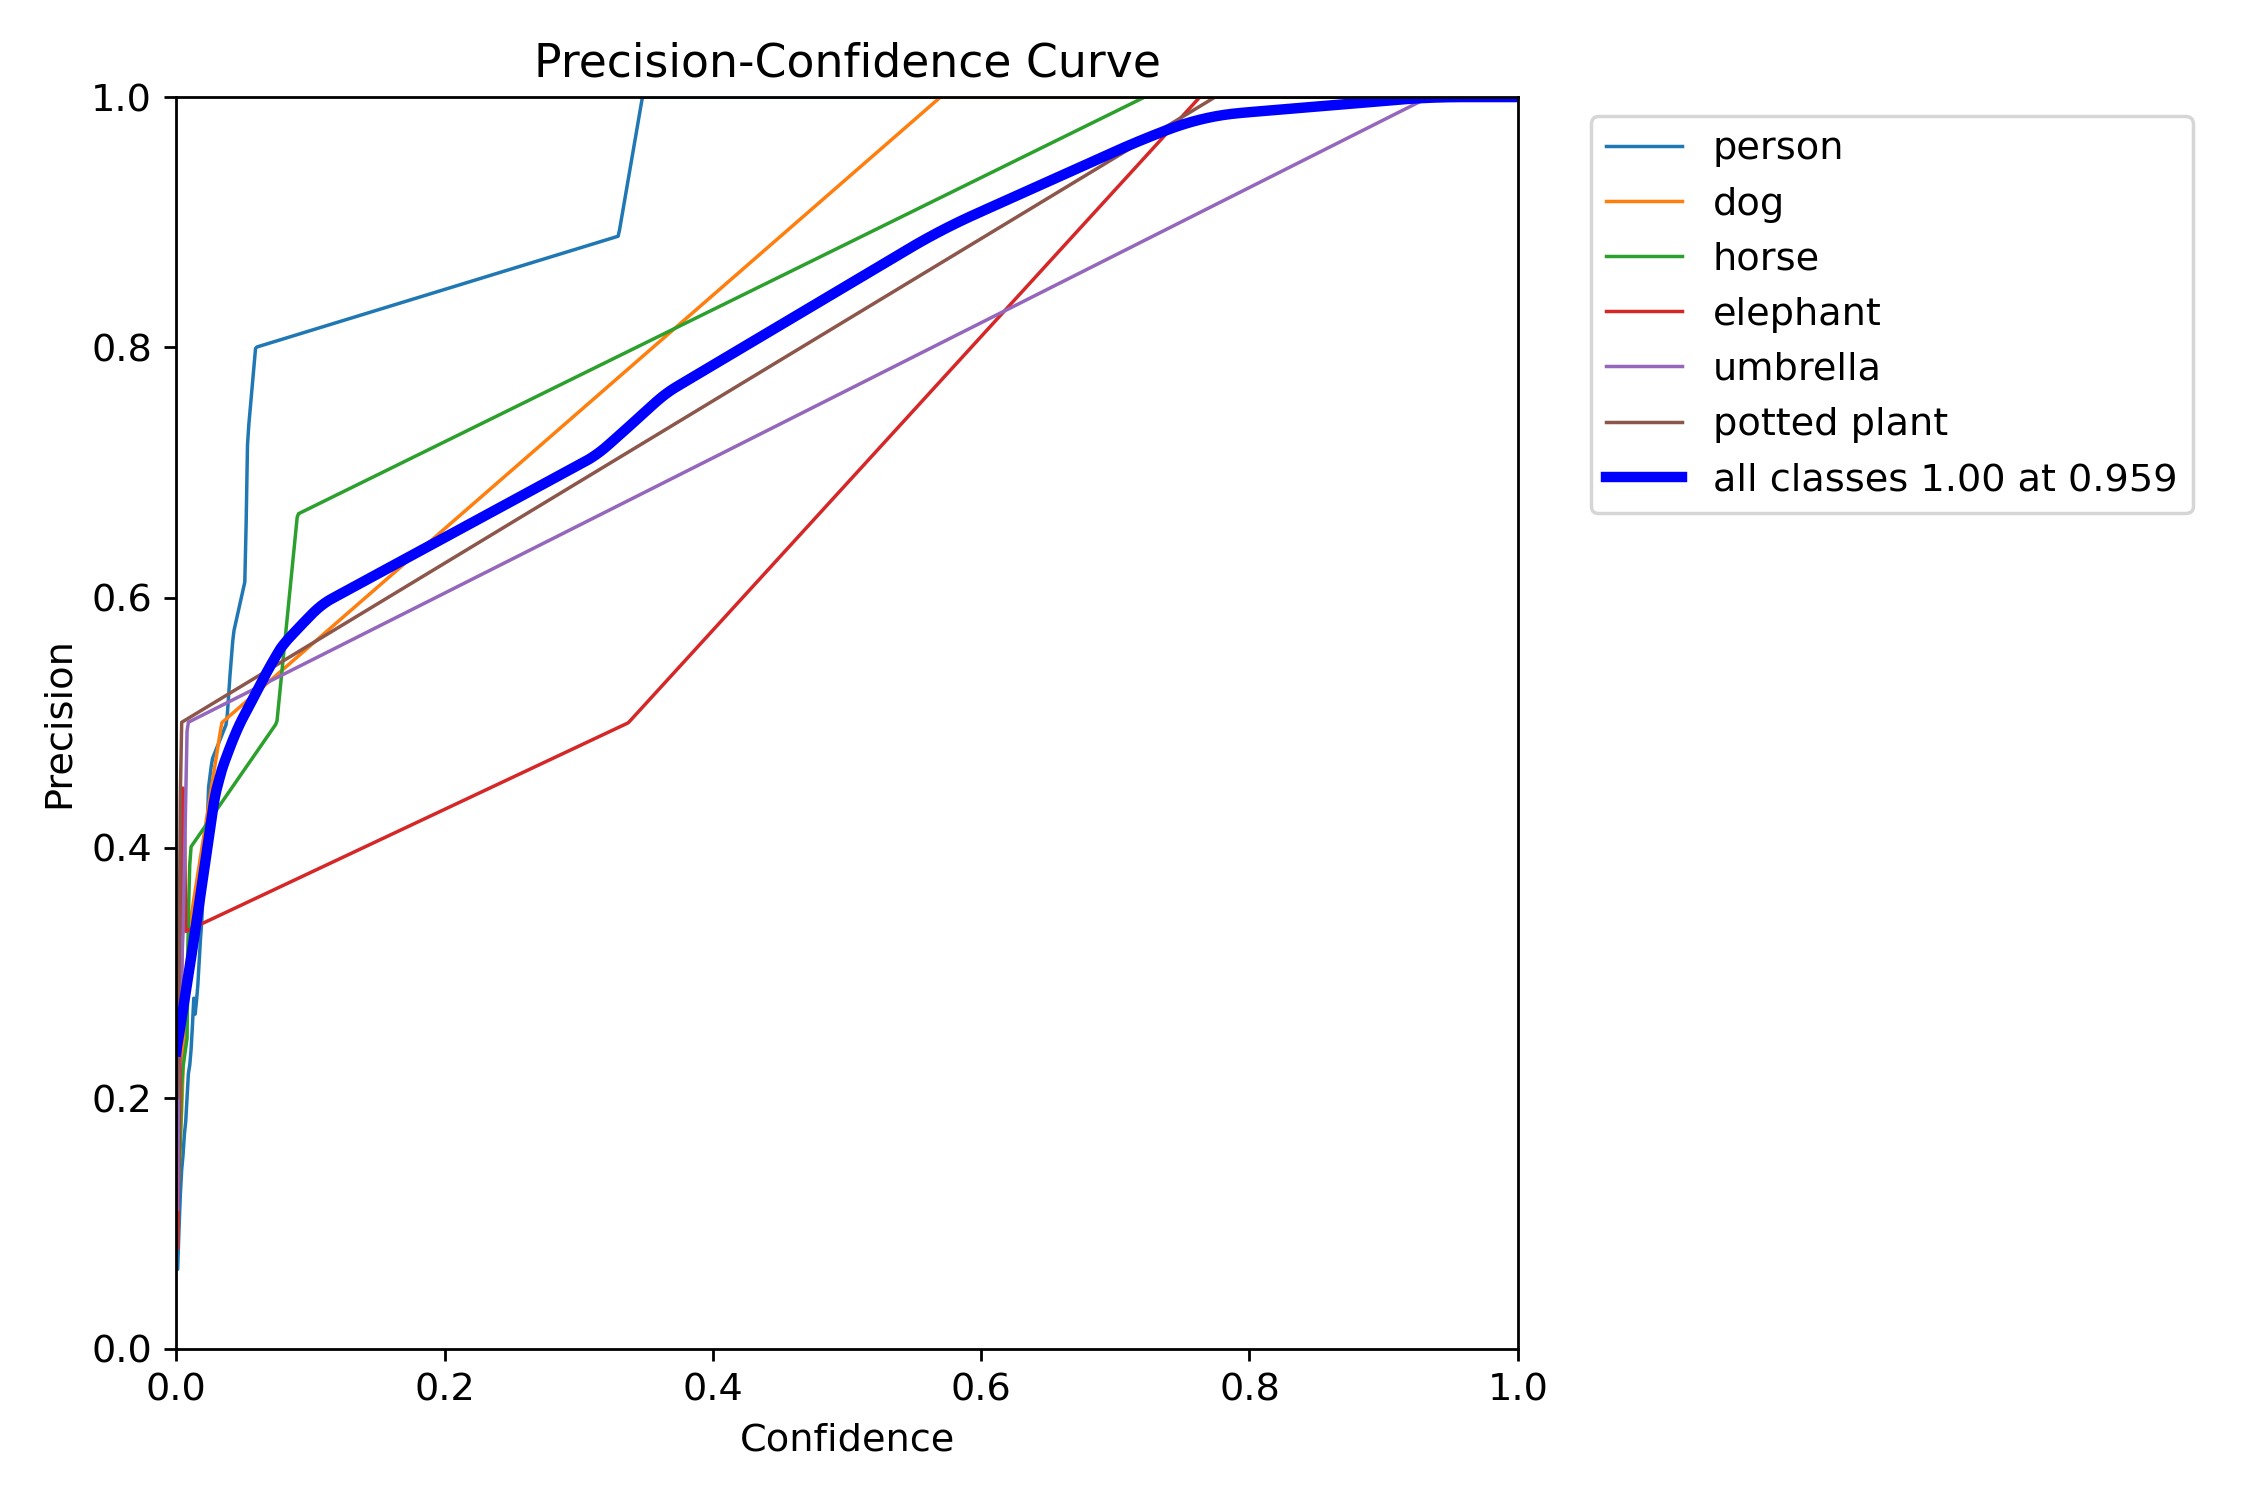 Precision-Confidence Curve
1.0
0.8
0.6
0.4
0.2
0.0
Precision
0.0 0.2 0.4 0.6 0.8 1.0
Confidence
person
dog
horse
elephant
umbrella
potted plant
all classes 1.00 at 0.959